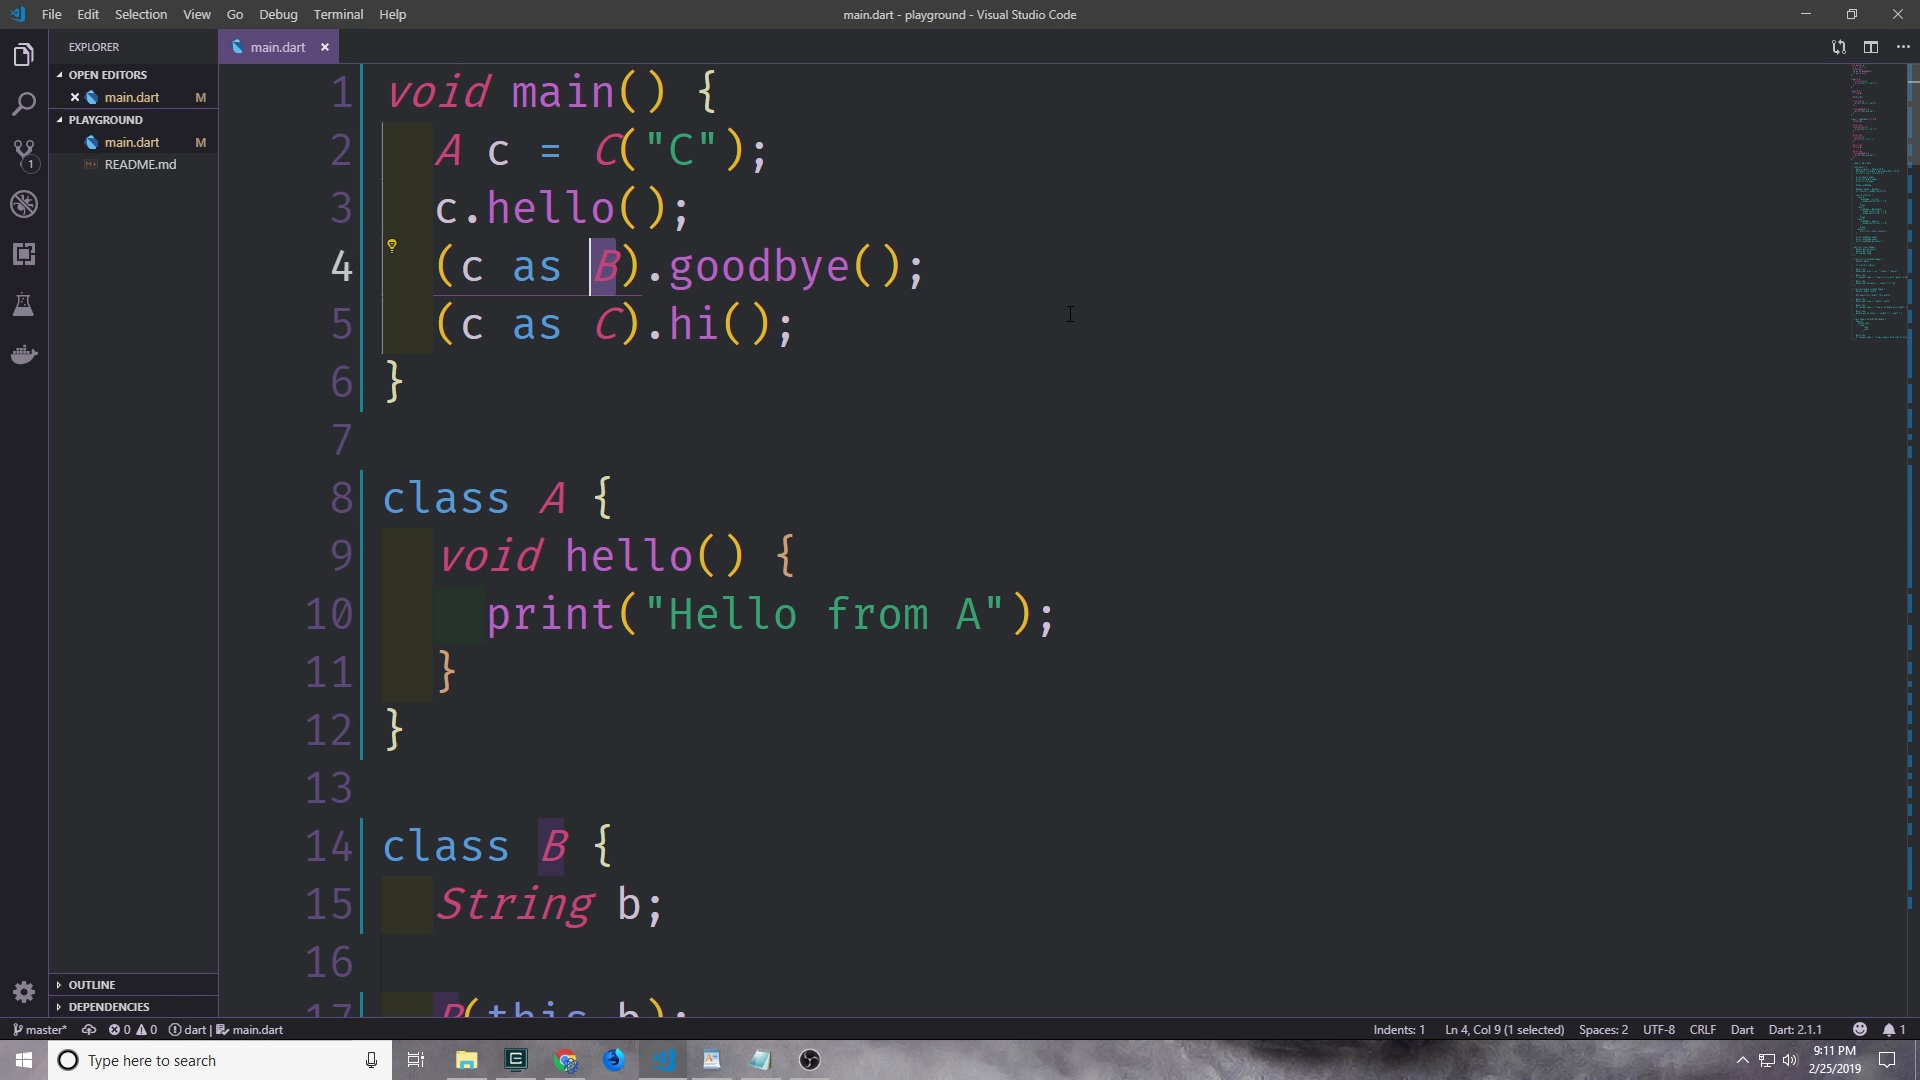 File Edit Selection View Go Debug Terminal Help
main.dart - playground - Visual Studio Code
EXPLORER
OPEN EDITORS
main.dart M
PLAYGROUND
main.dart M
README.md
1
OUTLINE
DEPENDENCIES
main.dart
1 void main() {
2 A c = C("C");
3 c.hello();
4 (c as B).goodbye();
5 (c as C).hi();
6 }
7
8 class A {
9 void hello() {
10 print("Hello from A");
11 }
12 }
13
14 class B {
15 String b;
16
17 B(this b);
master* 0 0 dart | main.dart
Indents: 1 Ln 4, Col 9 (1 selected) Spaces: 2 UTF-8 CRLF Dart Dart: 2.1.1 1
Type here to search
9:11 PM
2/25/2019